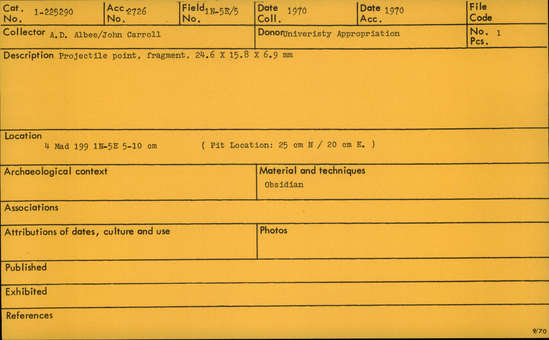 Cat. No. 1-225290 Acc. No. 2726 Field No. 1N-5E/5 Date Coll. 1970 Date Acc. 1970 File Code
Collector A.D. Albee/John Carroll Donor Univeristy Appropriation No. Pcs. 1
Description Projectile point, fragment. 24.6 X 15.8 X 6.9 mm
Location
4 Mad 199 1N-5E 5-10 cm ( Pit Location: 25 cm N / 20 cm E. )
Archaeological context Material and techniques
Obsidian
Associations
Attributions of dates, culture and use Photos
Published
Exhibited
References
9/70